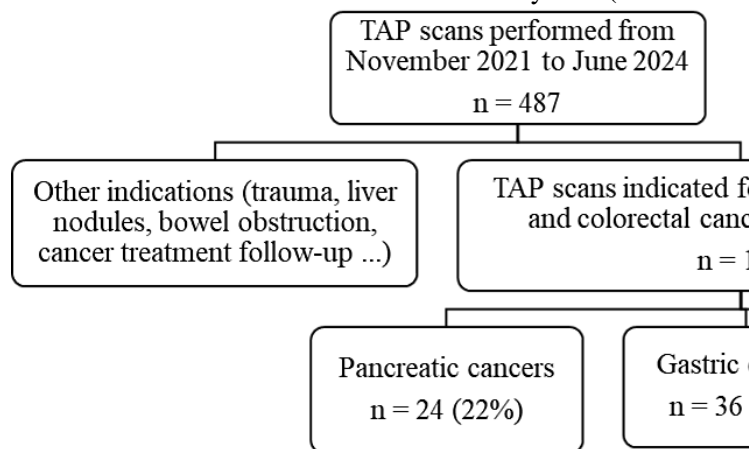 TAP scans performed from
November 2021 to June 2024
n = 487
Other indications (trauma, liver
nodules, bowel obstruction,
cancer treatment follow-up ...)
TAP scans indicated
and colorectal
n = 1
Pancreatic cancers
n = 24 (22%)
Gastric
n = 36